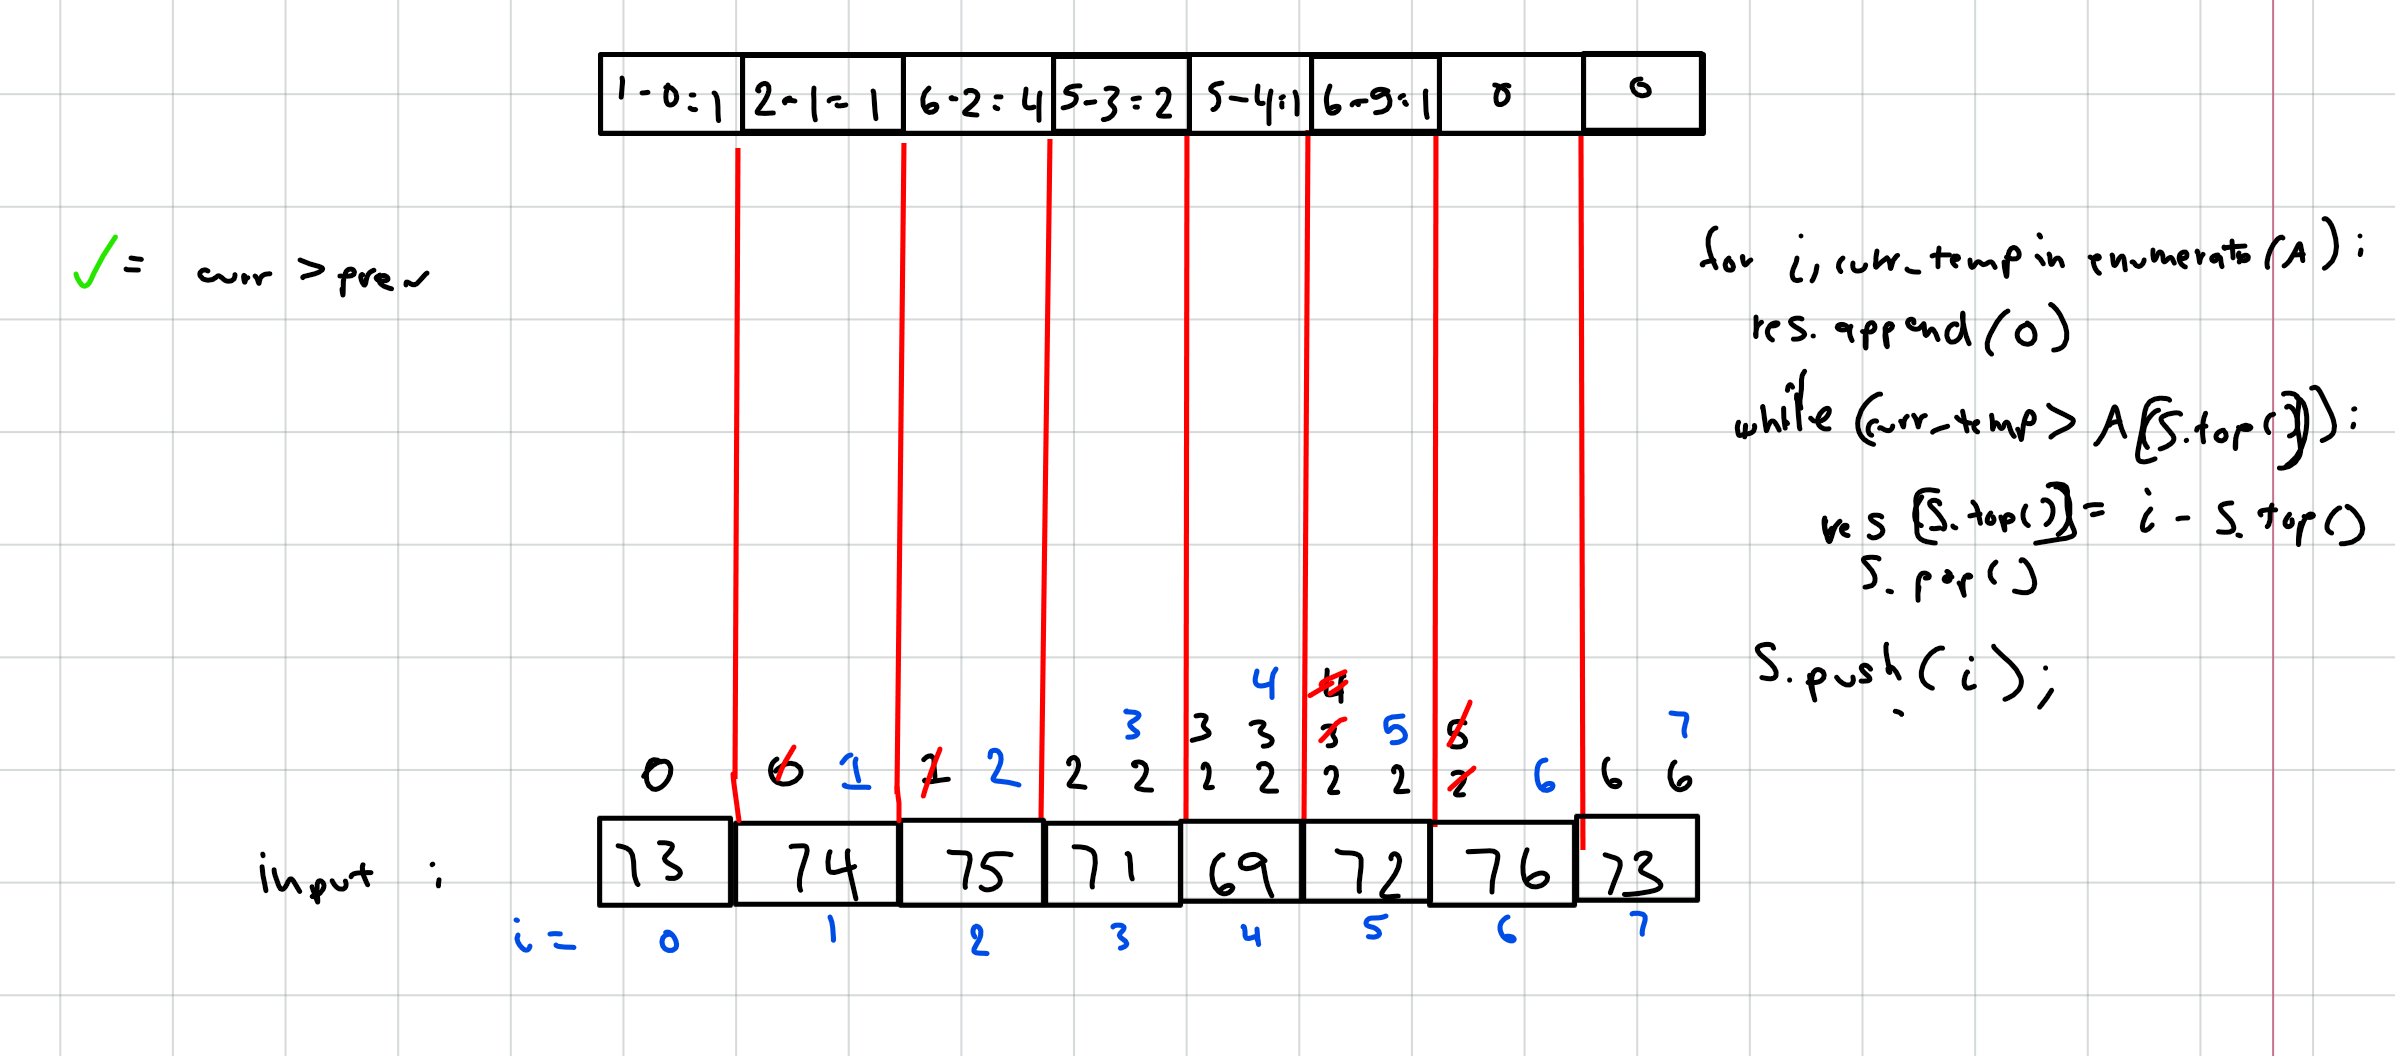 1-0=1 2-1=1 6-2=4 5-3=2 5-4=1 6-5=1 0 0
✓= curr >prev
for i, curr_temp in enumerate(A):
res.append(0)
while (curr_temp > A[S.top()]):
res[S.top()] = i - S.top()
S.pop()
S.push(i);
4 4
3 3 3 3 5 5 7
0 0 1 1 2 2 2 2 2 2 2 2 6 6 6
input : 73 74 75 71 69 72 76 73
i = 0 1 2 3 4 5 6 7